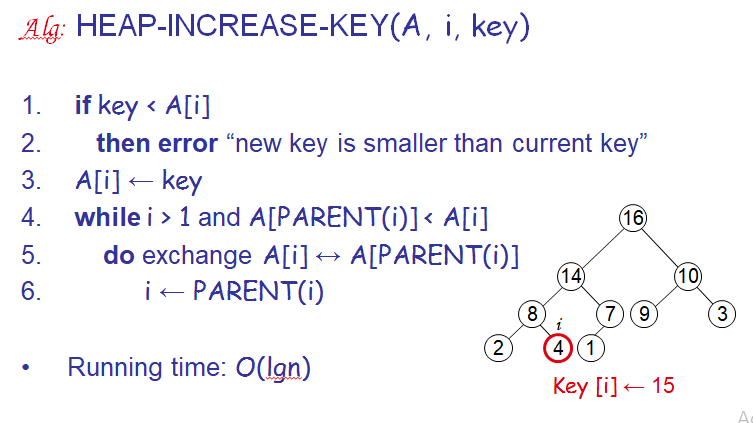 Alg: HEAP-INCREASE-KEY(A, i, key)
1. if key < A[i]
2. then error “new key is smaller than current key”
3. A[i] ← key
4. while i > 1 and A[PARENT(i)] < A[i]
5. do exchange A[i] ↔ A[PARENT(i)]
6. i ← PARENT(i)
• Running time: O(lgn)
16
14 10
8 7 9 3
i
2 4 1
Key [i] ← 15
Ac